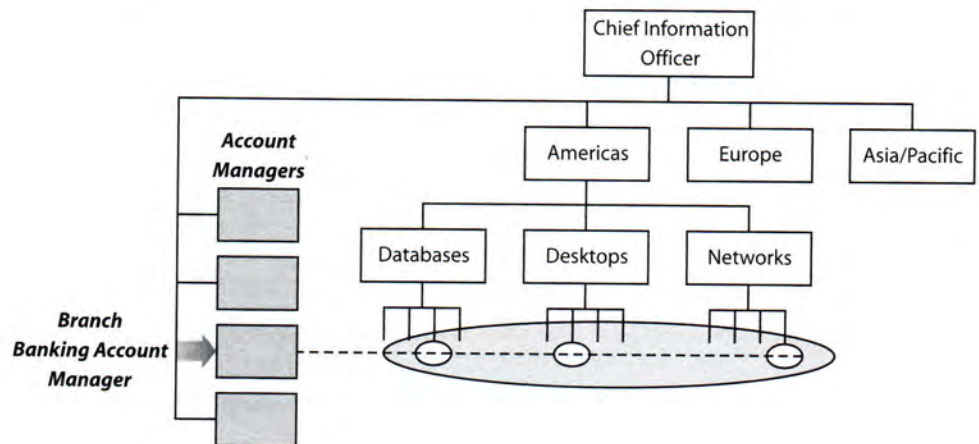 Chief Information
Officer
Americas
Europe
Asia/Pacific
Account
Managers
Databases
Desktops
Networks
Branch
Banking Account
Manager